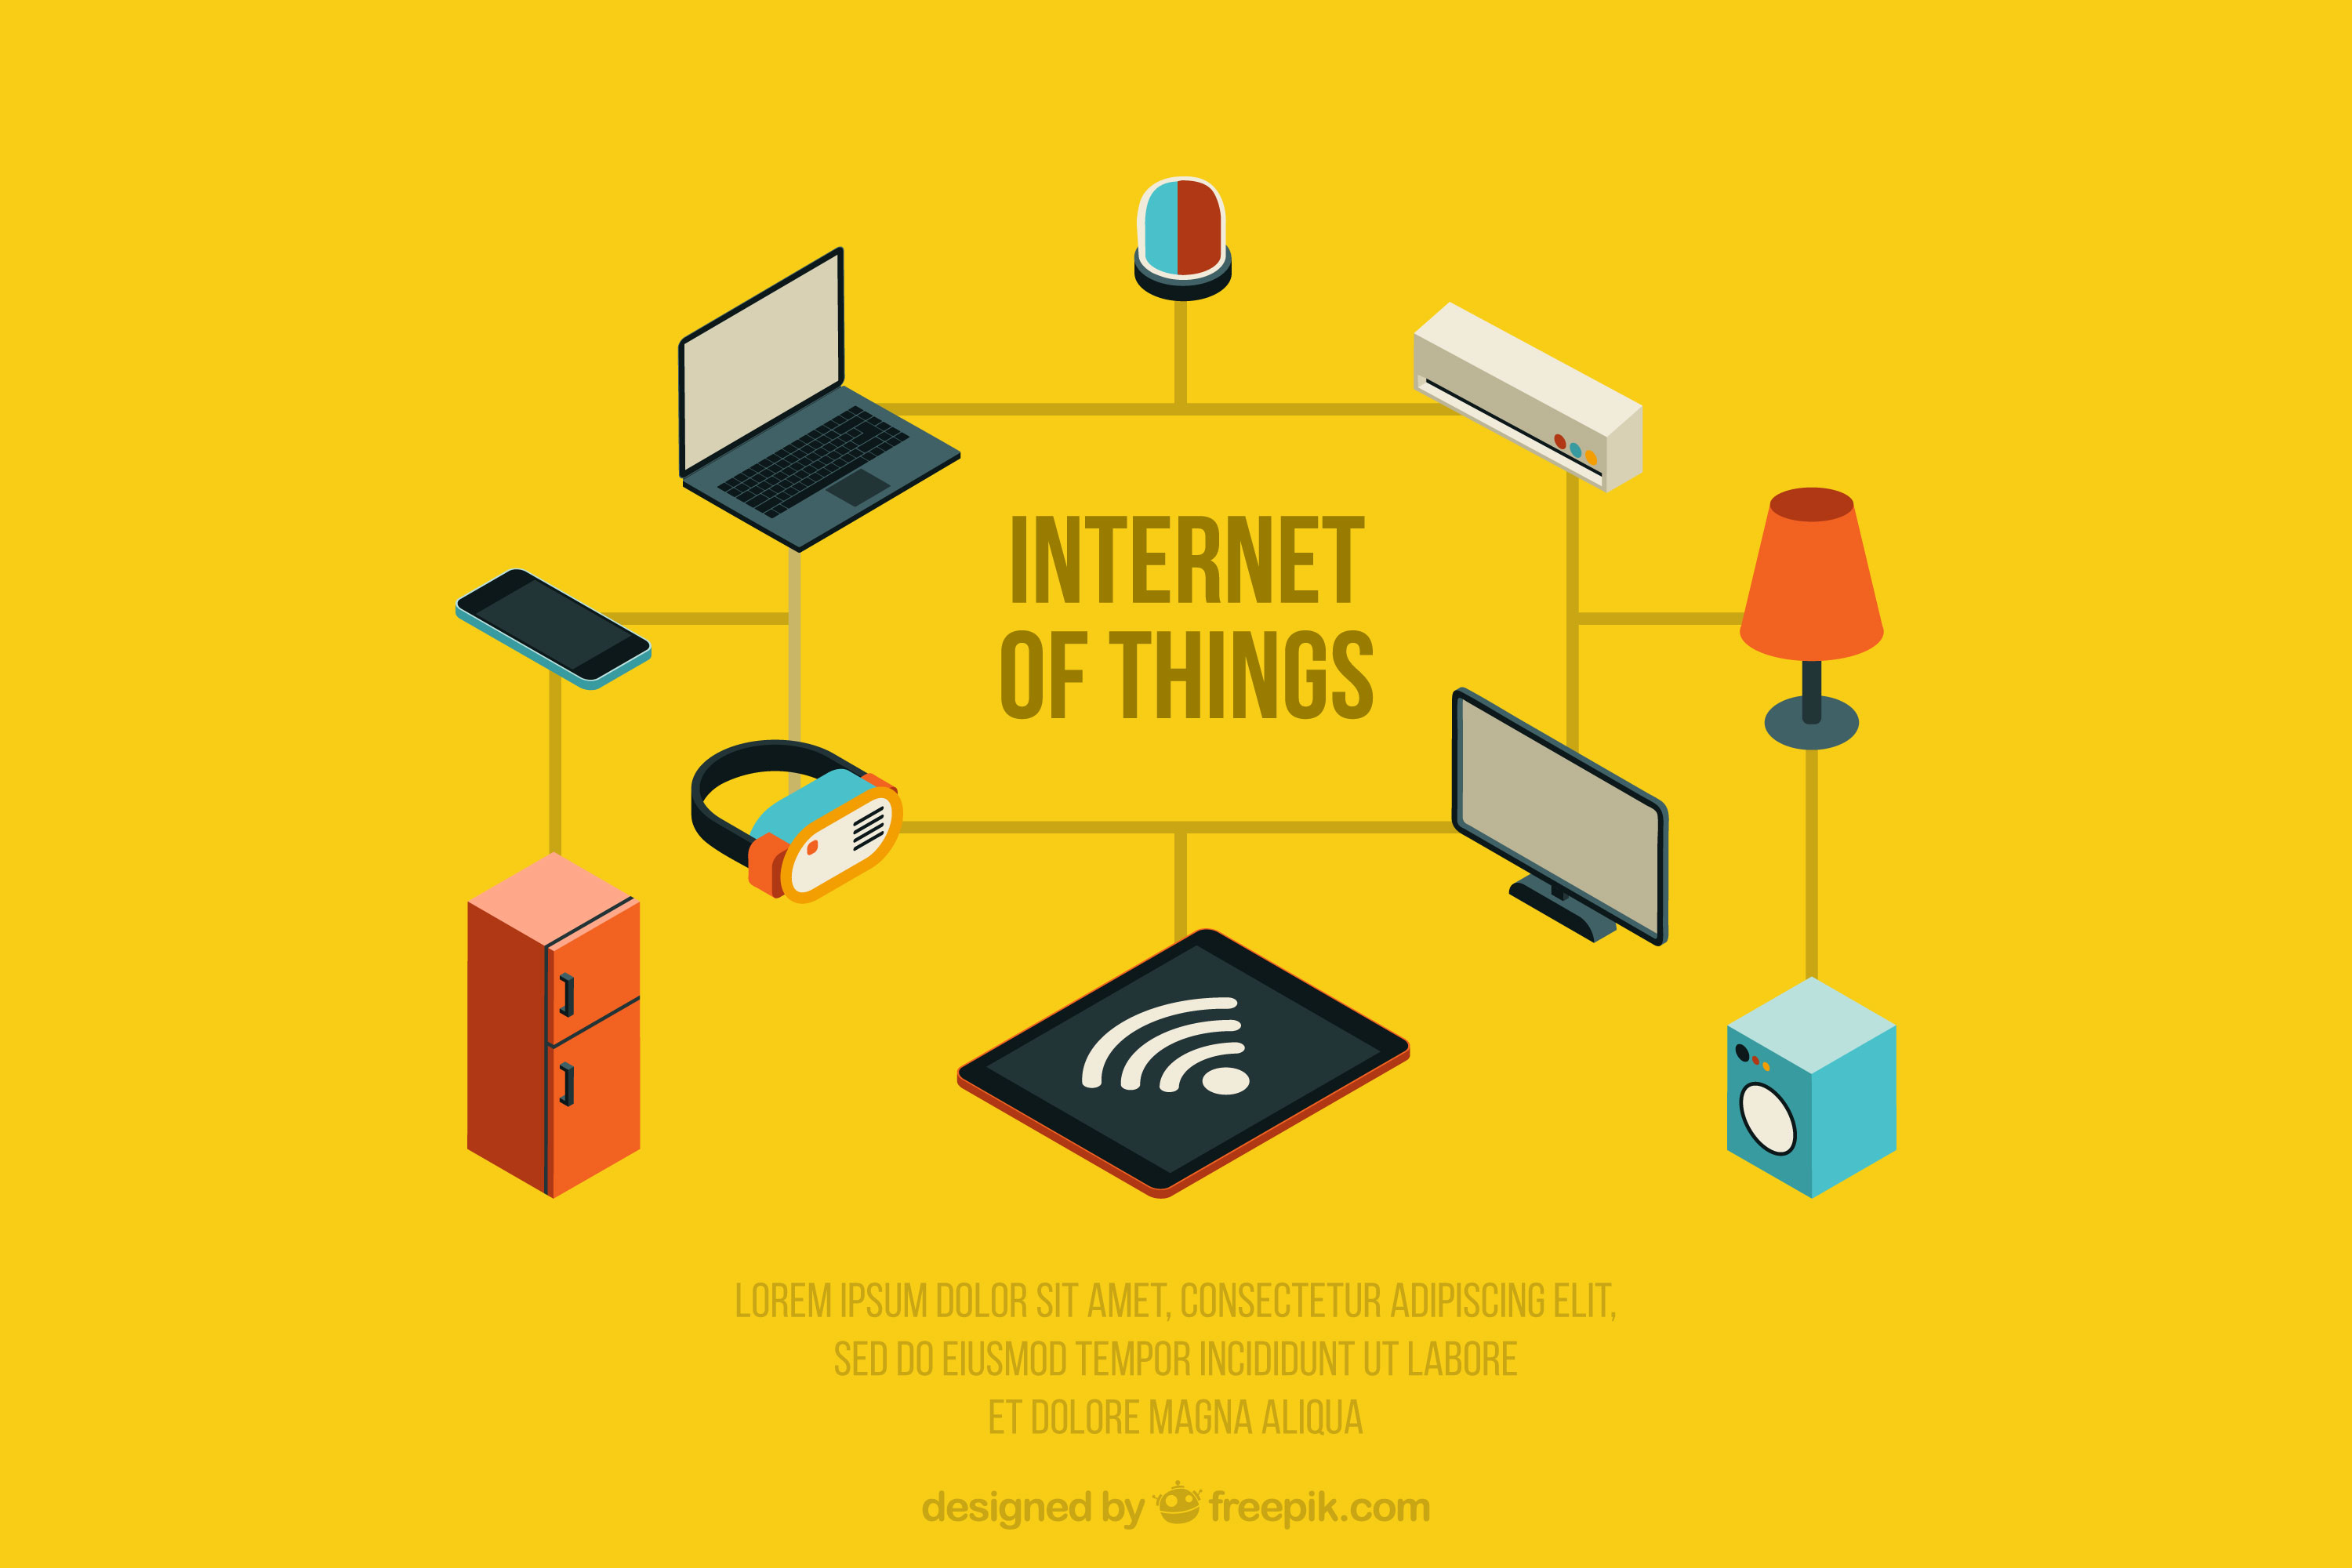 INTERNET
OF THINGS
LOREM IPSUM DOLOR SIT AMET, CONSECTETUR ADIPISCING ELIT,
SED DO EIUSMOD TEMPOR INCIDIDUNT UT LABORE
ET DOLORE MAGNA ALIQUA
designed by freepik.com